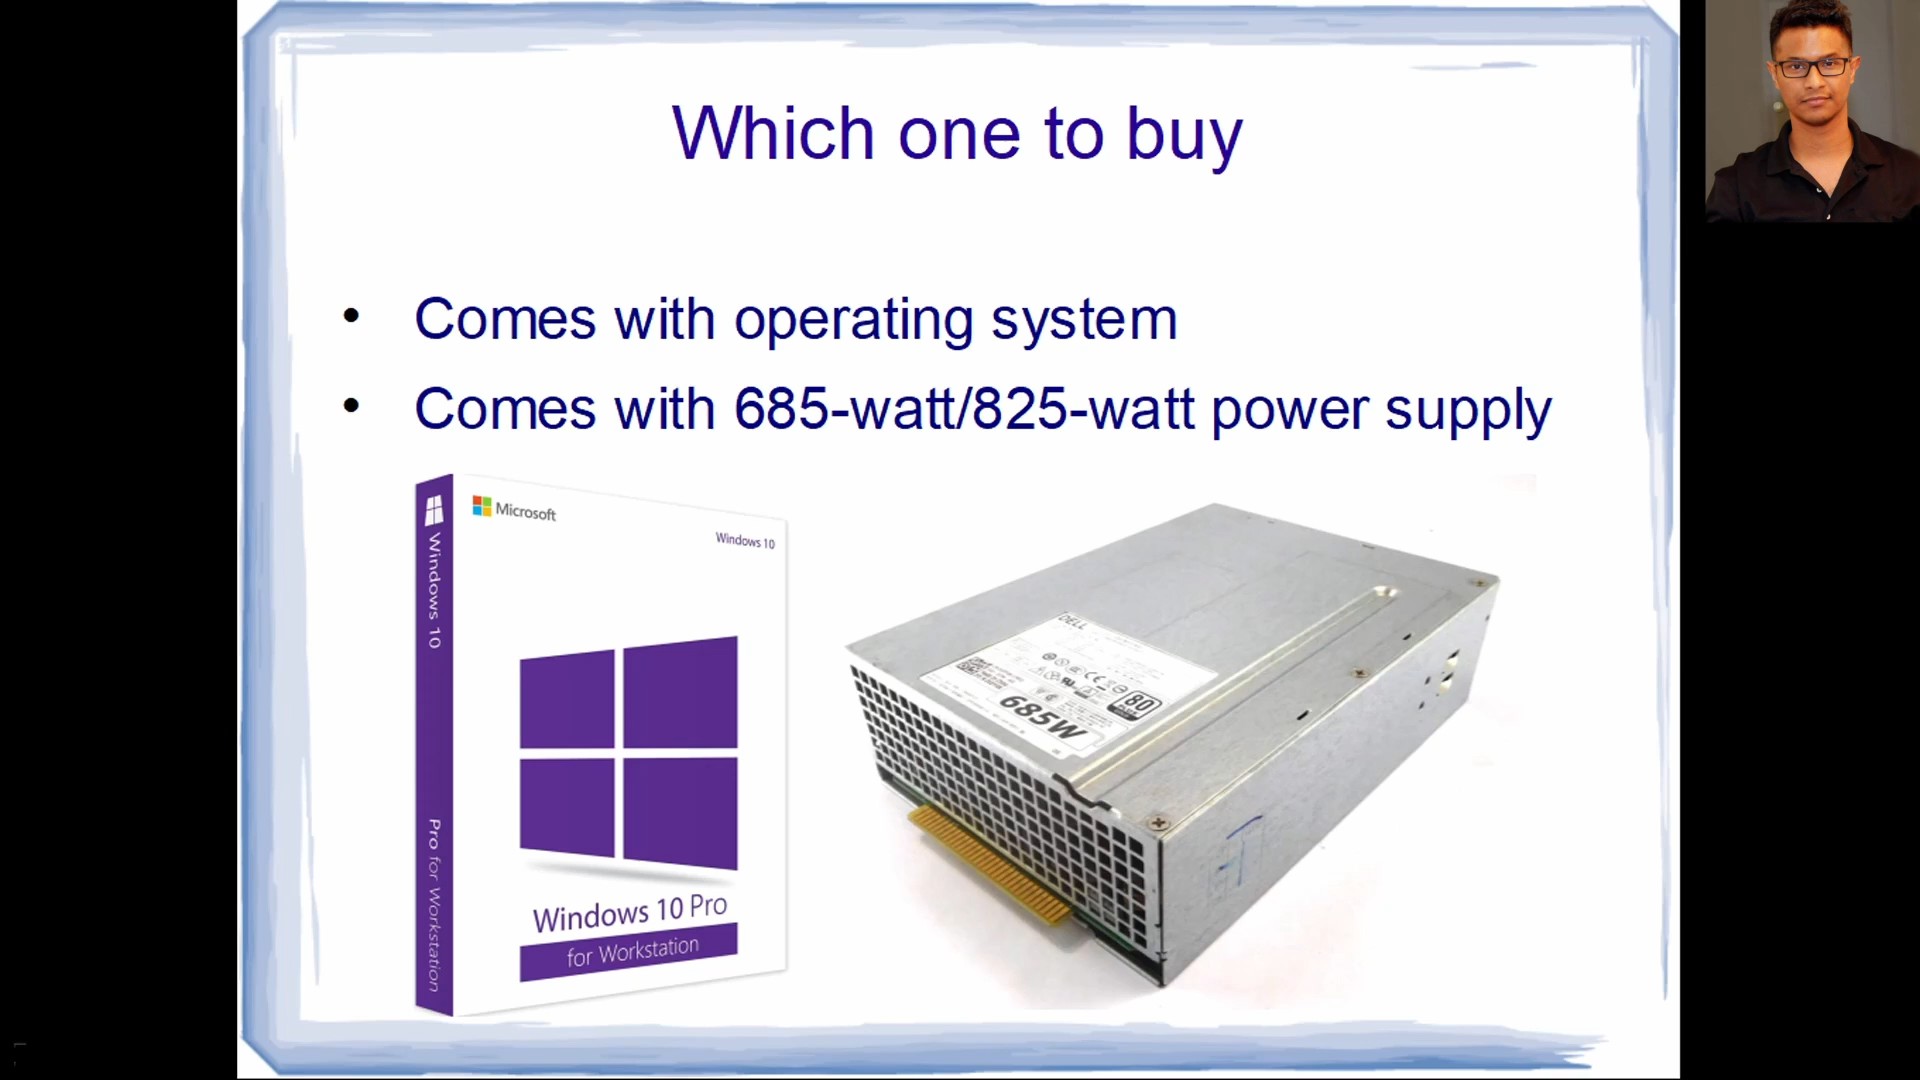 Which one to buy
• Comes with operating system
• Comes with 685-watt/825-watt power supply
Microsoft
Windows 10
Windows 10
Pro for Workstation
Windows 10 Pro
for Workstation
DELL
80
PLUS
685W